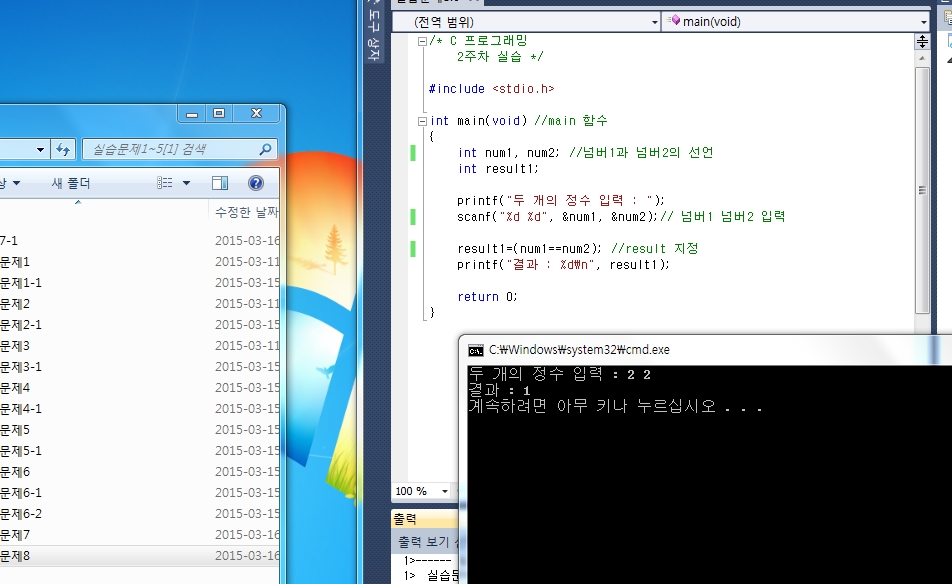 실습문제1~5[1] 검색
새 폴더
수정한 날짜
7-1 2015-03-16
문제1 2015-03-11
문제1-1 2015-03-15
문제2 2015-03-11
문제2-1 2015-03-15
문제3 2015-03-11
문제3-1 2015-03-15
문제4 2015-03-15
문제4-1 2015-03-15
문제5 2015-03-15
문제5-1 2015-03-15
문제6 2015-03-15
문제6-1 2015-03-15
문제6-2 2015-03-15
문제7 2015-03-16
문제8 2015-03-16
도구 상자
(전역 범위) main(void)
/* C 프로그래밍
2주차 실습 */
#include <stdio.h>
int main(void) //main 함수
{
int num1, num2; //넘버1과 넘버2의 선언
int result1;
printf("두 개의 정수 입력 : ");
scanf("%d %d", &num1, &num2);// 넘버1 넘버2 입력
result1=(num1==num2); //result 지정
printf("결과 : %d₩n", result1);
return 0;
}
100 %
출력
출력 보기
1>------
1> 실습문
C:₩Windows₩system32₩cmd.exe
두 개의 정수 입력 : 2 2
결과 : 1
계속하려면 아무 키나 누르십시오 . . .